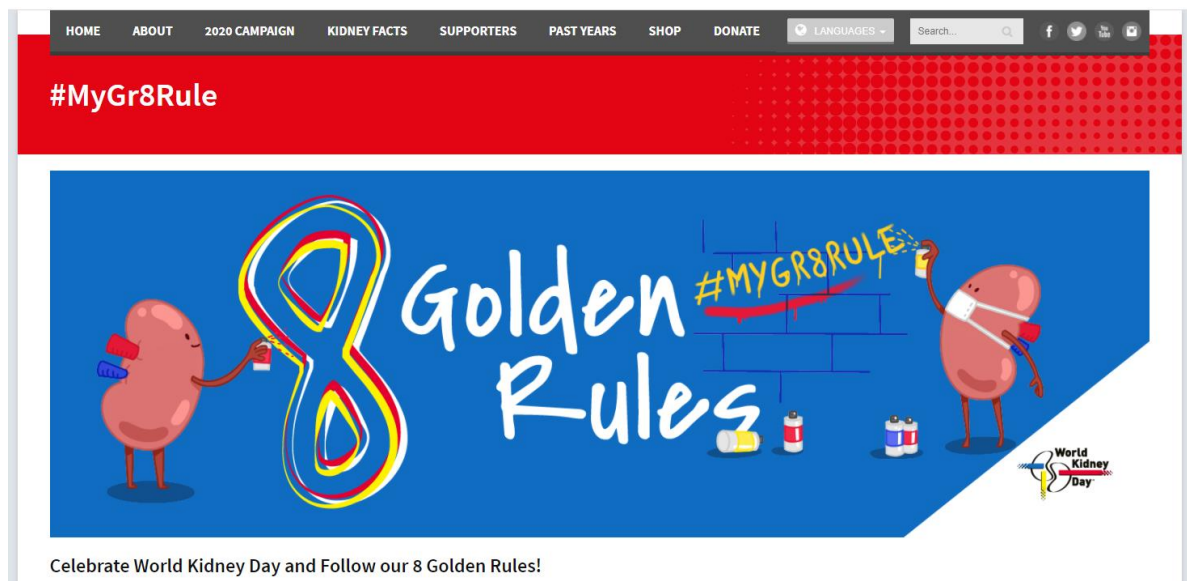 HOME ABOUT 2020 CAMPAIGN KIDNEY FACTS SUPPORTERS PAST YEARS SHOP DONATE LANGUAGES Search...
#MyGr8Rule
8 Golden Rules
#MYGR8RULE
World
Kidney
Day
Celebrate World Kidney Day and Follow our 8 Golden Rules!